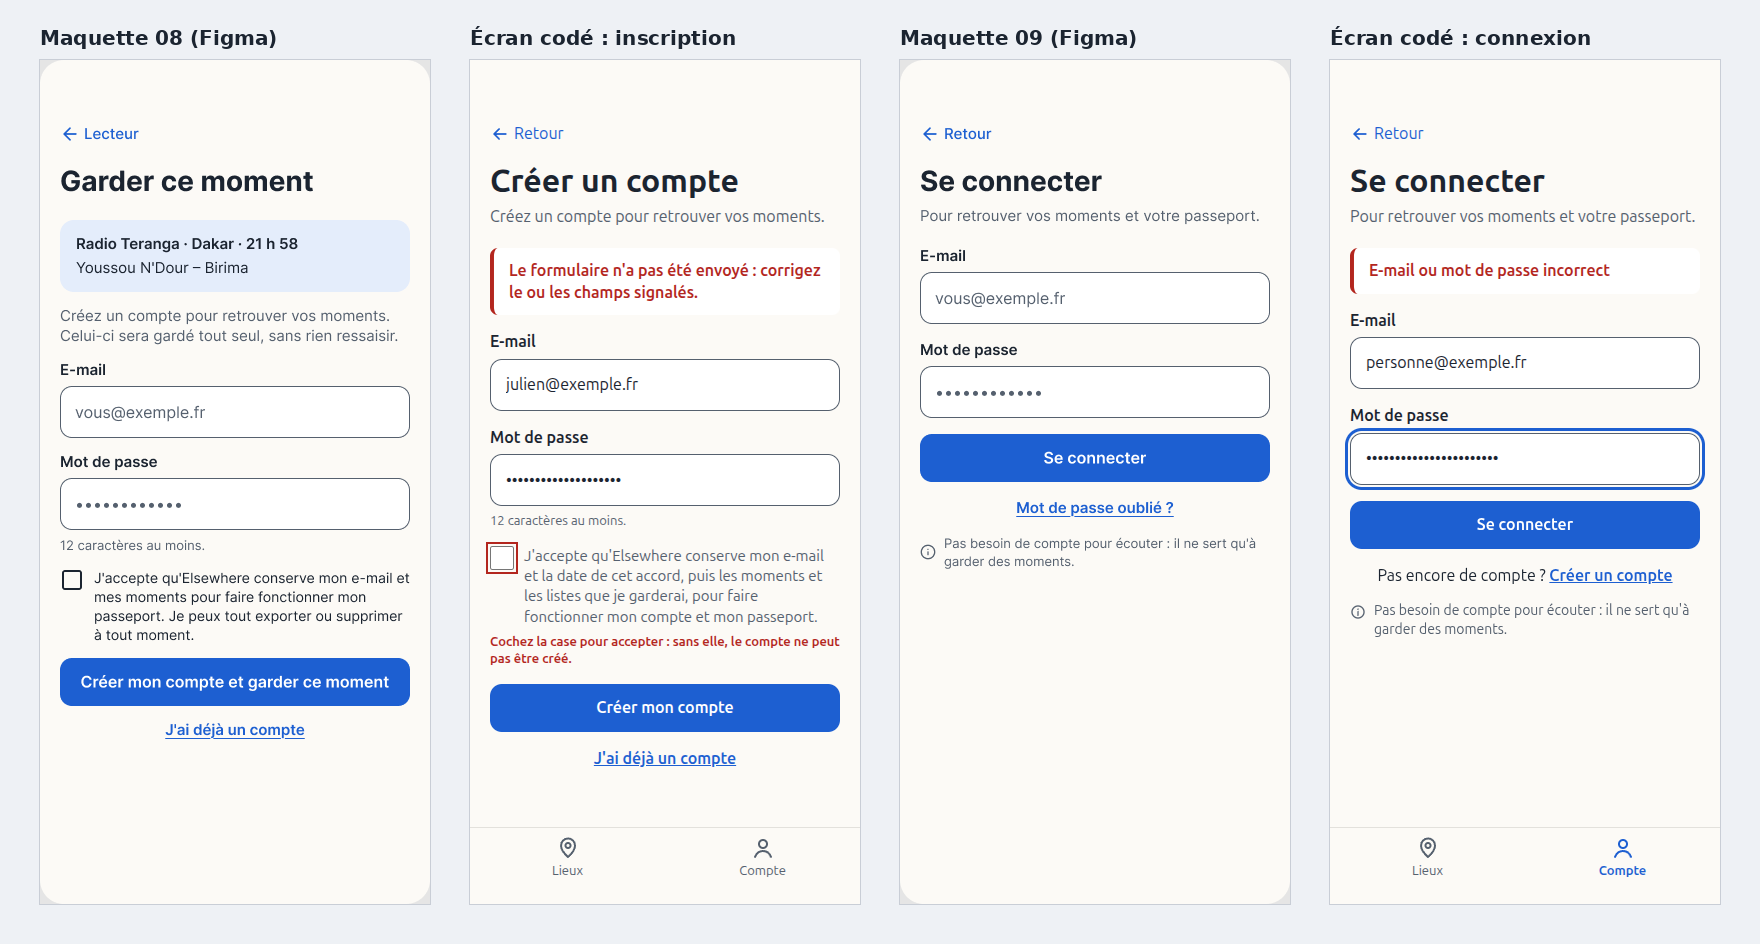 Maquette 08 (Figma)
Lecteur
Garder ce moment
Radio Teranga · Dakar · 21 h 58
Youssou N'Dour – Birima
Créez un compte pour retrouver vos moments.
Celui-ci sera gardé tout seul, sans rien ressaisir.
E-mail
vous@exemple.fr
Mot de passe
••••••••••••
12 caractères au moins.
J'accepte qu'Elsewhere conserve mon e-mail et
mes moments pour faire fonctionner mon
passeport. Je peux tout exporter ou supprimer
à tout moment.
Créer mon compte et garder ce moment
J'ai déjà un compte
Écran codé : inscription
Retour
Créer un compte
Créez un compte pour retrouver vos moments.
Le formulaire n'a pas été envoyé : corrigez
le ou les champs signalés.
E-mail
julien@exemple.fr
Mot de passe
••••••••••••••••••••
12 caractères au moins.
J'accepte qu'Elsewhere conserve mon e-mail
et la date de cet accord, puis les moments et
les listes que je garderai, pour faire
fonctionner mon compte et mon passeport.
Cochez la case pour accepter : sans elle, le compte ne peut
pas être créé.
Créer mon compte
J'ai déjà un compte
Lieux
Compte
Maquette 09 (Figma)
Retour
Se connecter
Pour retrouver vos moments et votre passeport.
E-mail
vous@exemple.fr
Mot de passe
••••••••••••
Se connecter
Mot de passe oublié ?
Pas besoin de compte pour écouter : il ne sert qu'à
garder des moments.
Écran codé : connexion
Retour
Se connecter
Pour retrouver vos moments et votre passeport.
E-mail ou mot de passe incorrect
E-mail
personne@exemple.fr
Mot de passe
•••••••••••••••••••••••
Se connecter
Pas encore de compte ? Créer un compte
Pas besoin de compte pour écouter : il ne sert qu'à
garder des moments.
Lieux
Compte